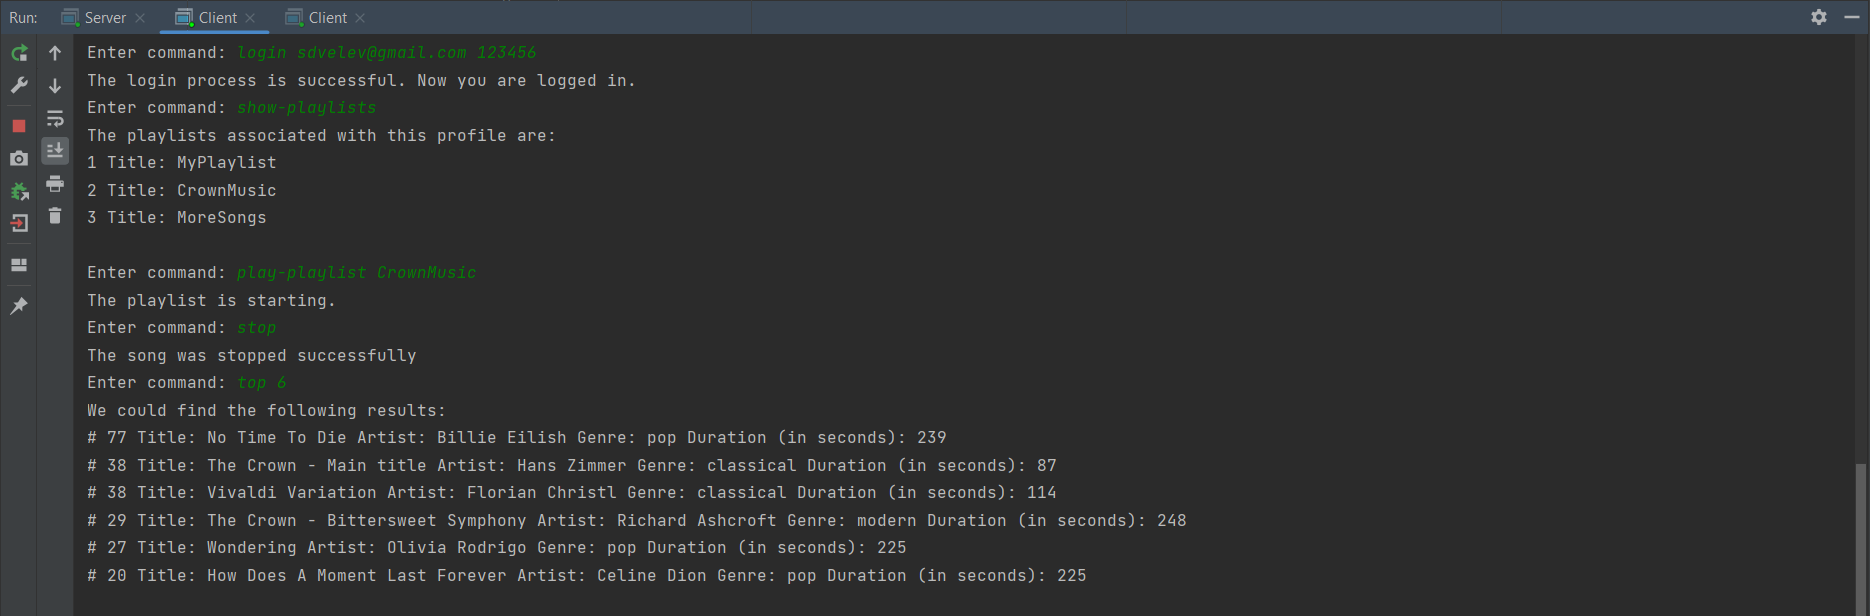 Run: Server Client Client
Enter command: login sdvelev@gmail.com 123456
The login process is successful. Now you are logged in.
Enter command: show-playlists
The playlists associated with this profile are:
1 Title: MyPlaylist
2 Title: CrownMusic
3 Title: MoreSongs
Enter command: play-playlist CrownMusic
The playlist is starting.
Enter command: stop
The song was stopped successfully
Enter command: top 6
We could find the following results:
# 77 Title: No Time To Die Artist: Billie Eilish Genre: pop Duration (in seconds): 239
# 38 Title: The Crown - Main title Artist: Hans Zimmer Genre: classical Duration (in seconds): 87
# 38 Title: Vivaldi Variation Artist: Florian Christl Genre: classical Duration (in seconds): 114
# 29 Title: The Crown - Bittersweet Symphony Artist: Richard Ashcroft Genre: modern Duration (in seconds): 248
# 27 Title: Wondering Artist: Olivia Rodrigo Genre: pop Duration (in seconds): 225
# 20 Title: How Does A Moment Last Forever Artist: Celine Dion Genre: pop Duration (in seconds): 225